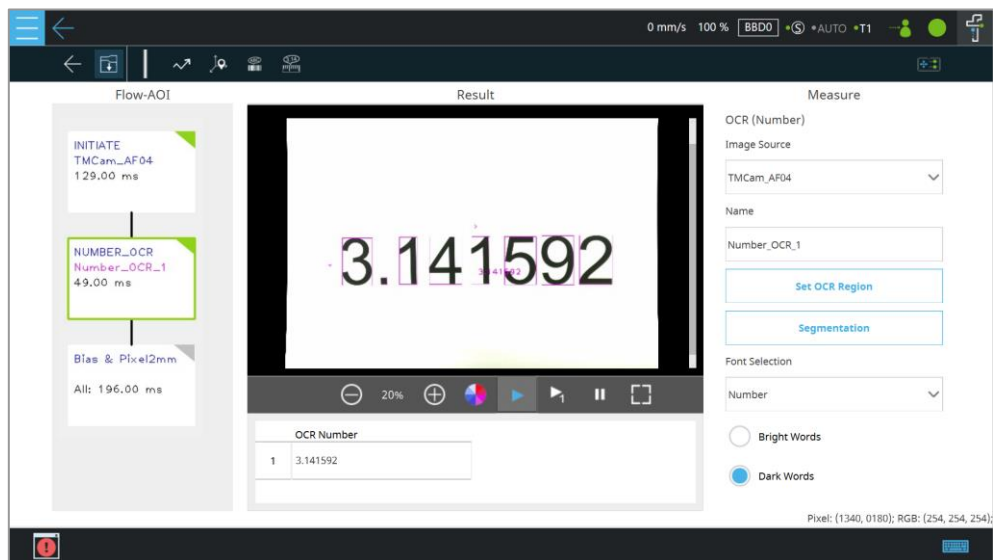 0 mm/s 100 % BBD0 •Ⓢ •AUTO •T1
Flow-AOI
INITIATE
TMCam_AF04
129.00 ms
NUMBER_OCR
Number_OCR_1
49.00 ms
Bias & Pixel2mm
All: 196.00 ms
Result
3.141592
3.141592
20%
1
OCR Number
1 3.141592
Measure
OCR (Number)
Image Source
TMCam_AF04
Name
Number_OCR_1
Set OCR Region
Segmentation
Font Selection
Number
Bright Words
Dark Words
Pixel: (1340, 0180); RGB: (254, 254, 254);